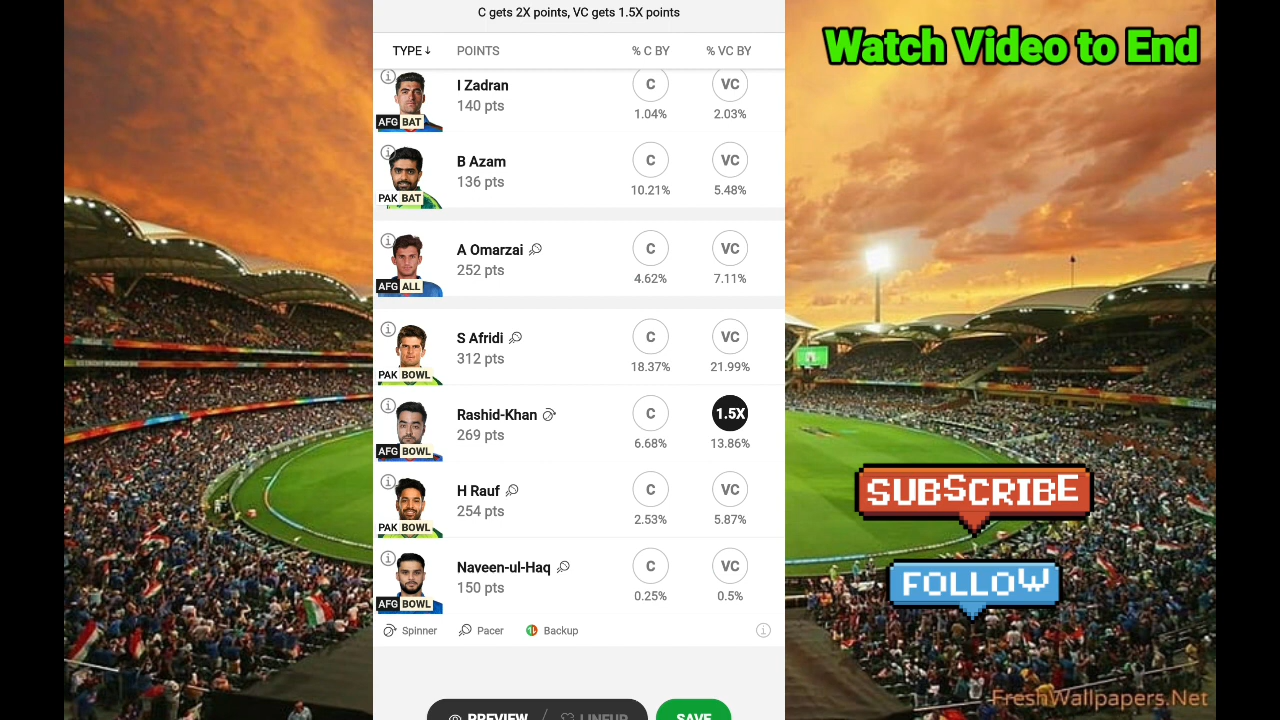 C gets 2X points, VC gets 1.5X points
Watch Video to End
TYPE↓ POINTS % C BY % VC BY
I Zadran C VC
140 pts 1.04% 2.03%
AFG BAT
B Azam C VC
136 pts 10.21% 5.48%
PAK BAT
A Omarzai C VC
252 pts 4.62% 7.11%
AFG ALL
S Afridi C VC
312 pts 18.37% 21.99%
PAK BOWL
Rashid-Khan C 1.5X
269 pts 6.68% 13.86%
AFG BOWL
H Rauf C VC
254 pts 2.53% 5.87%
PAK BOWL
Naveen-ul-Haq C VC
150 pts 0.25% 0.5%
AFG BOWL
Spinner Pacer Backup
PREVIEW / LINEUP SAVE
SUBSCRIBE
FOLLOW
FreshWallpapers.Net